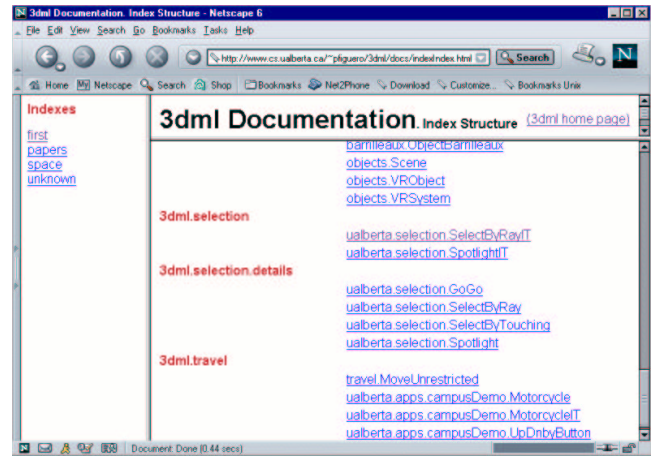 3dml Documentation. Index Structure - Netscape 6
File Edit View Search Go Bookmarks Tasks Help
http://www.cs.ualberta.ca/~pfiguero/3dml/docs/indexIndex.html Search N
Home My Netscape Search Shop Bookmarks Net2Phone Download Customize... Bookmarks Unix
Indexes
first
papers
space
unknown
3dml Documentation. Index Structure (3dml home page)
barrilleaux.ObjectBarrilleaux
objects.Scene
objects.VRObject
objects.VRSystem
3dml.selection
ualberta.selection.SelectByRayIT
ualberta.selection.SpotlightIT
3dml.selection.details
ualberta.selection.GoGo
ualberta.selection.SelectByRay
ualberta.selection.SelectByTouching
ualberta.selection.Spotlight
3dml.travel
travel.MoveUnrestricted
ualberta.apps.campusDemo.Motorcycle
ualberta.apps.campusDemo.MotorcycleIT
ualberta.apps.campusDemo.UpDnbyButton
Document: Done (0.44 secs)